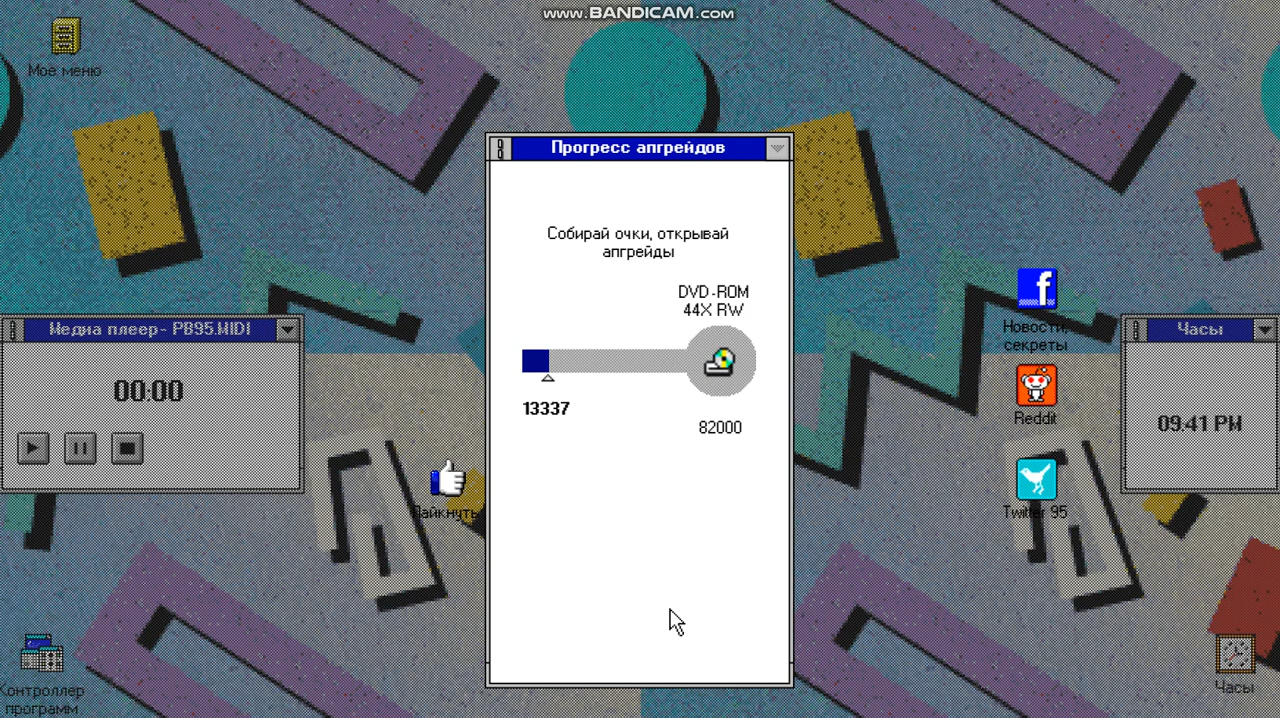 www.BANDICAM.com
Мое меню
Прогресс апгрейдов
Собирай очки, открывай
апгрейды
DVD-ROM
44X RW
13337
82000
Медиа плеер- PB95.MIDI
00:00
Лайкнуть
f
Новости,
секреты
Reddit
Twitter 95
Часы
09:41 PM
Контроллер
программ
Часы